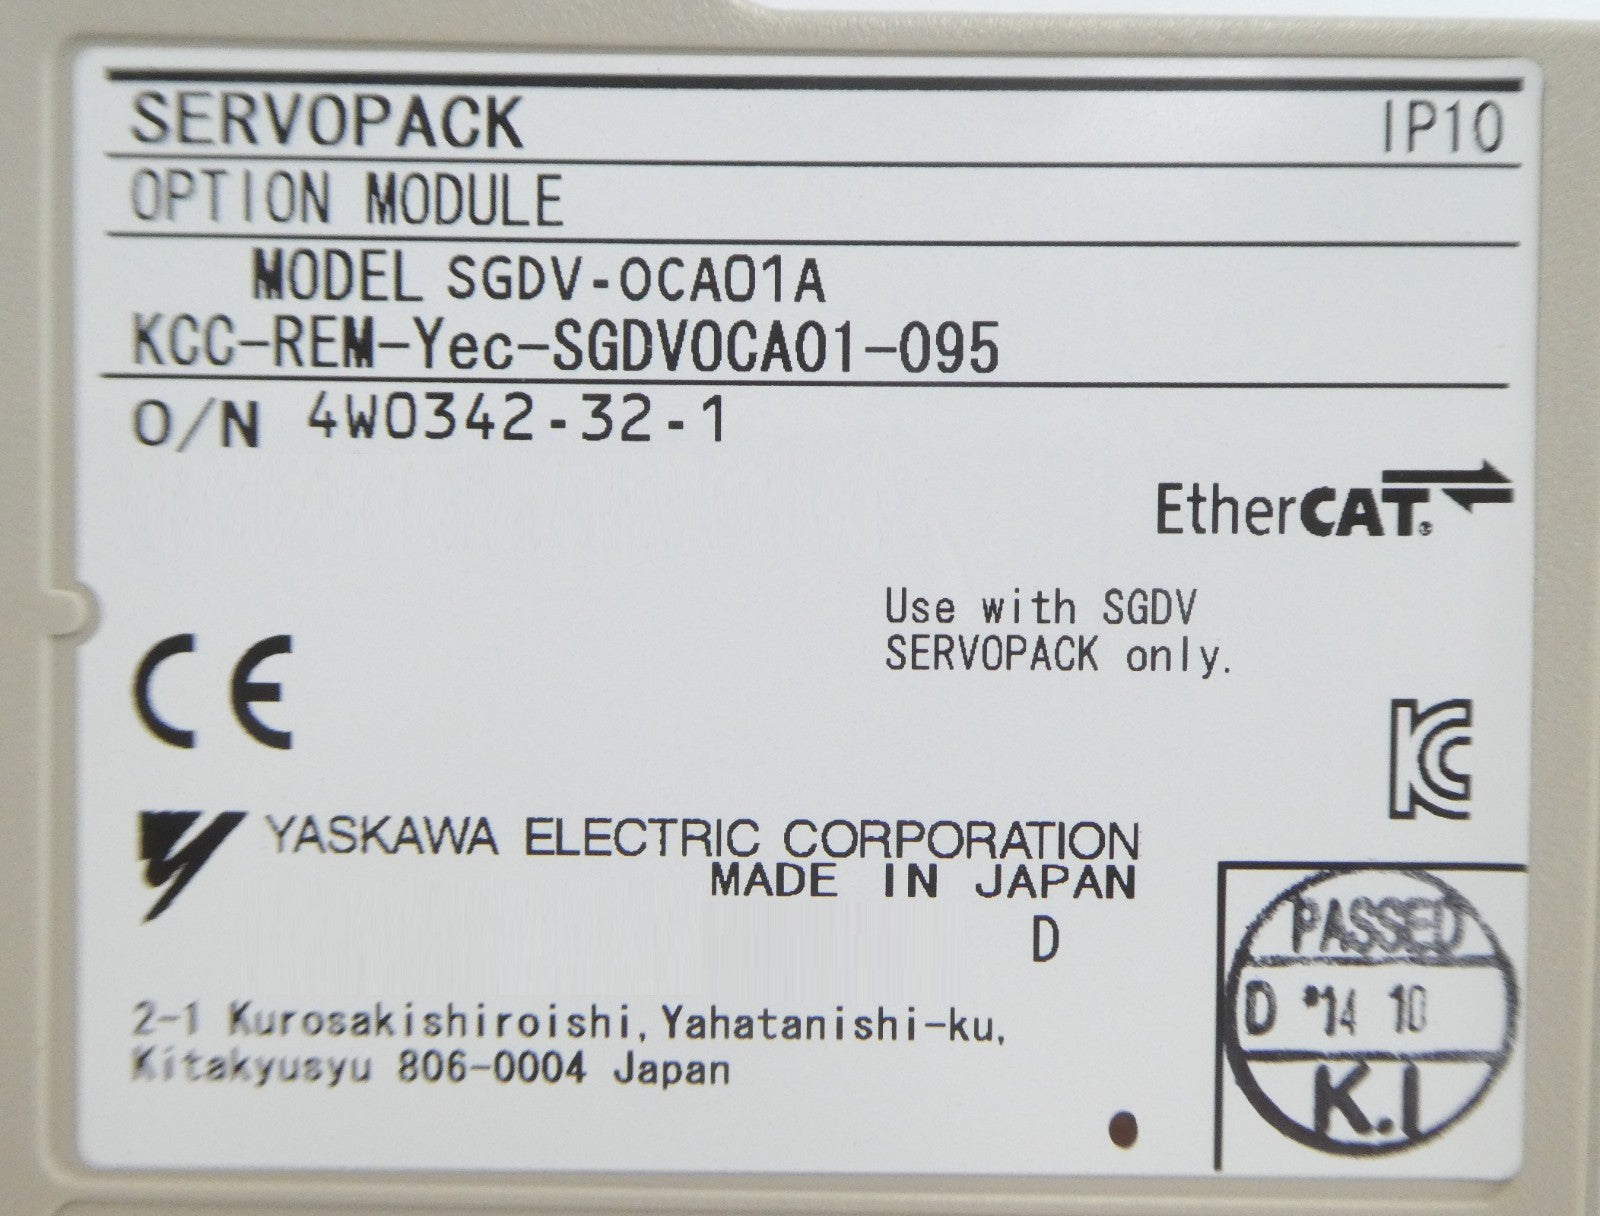 SERVOPACK IP10
OPTION MODULE
MODEL SGDV-OCA01A
KCC-REM-Yec-SGDVOCA01-095
O/N 4W0342-32-1
EtherCAT®
Use with SGDV
SERVOPACK only.
CE
KC
YASKAWA ELECTRIC CORPORATION
MADE IN JAPAN
D
PASSED
D '14 10
K.I
2-1 Kurosakishiroishi, Yahatanishi-ku,
Kitakyusyu 806-0004 Japan